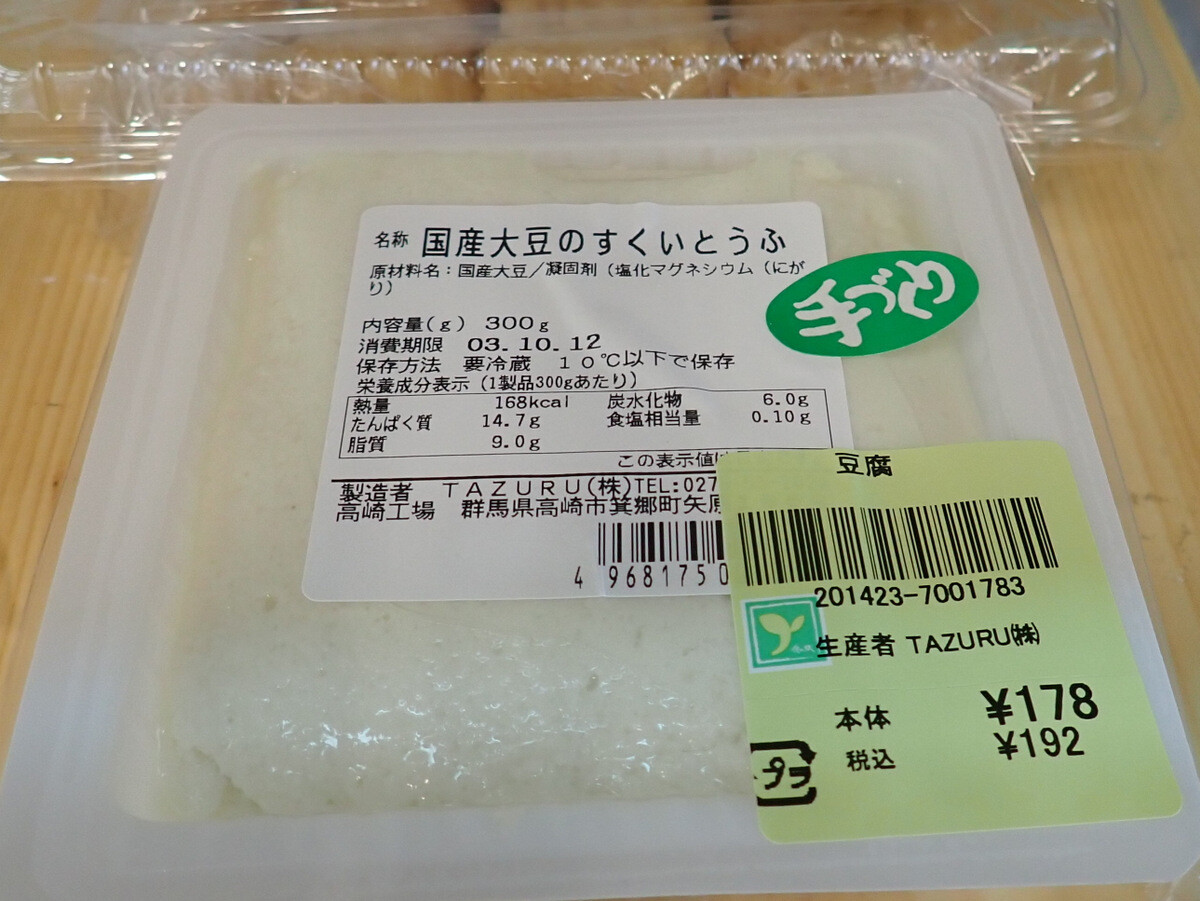 名称 国産大豆のすくいとうふ
原材料名:国産大豆/凝固剤(塩化マグネシウム(にが
り)
手づくり
内容量(g) 300g
消費期限 03.10.12
保存方法 要冷蔵 10℃以下で保存
栄養成分表示(1製品300gあたり)
熱量 168kcal 炭水化物 6.0g
たんぱく質 14.7g 食塩相当量 0.10g
脂質 9.0g
この表示値は
製造者 TAZURU(株)TEL:027
高崎工場 群馬県高崎市箕郷町矢原
4 9681750
豆腐
201423-7001783
生産者 TAZURU㈱
本体 ¥178
税込 ¥192
プラ